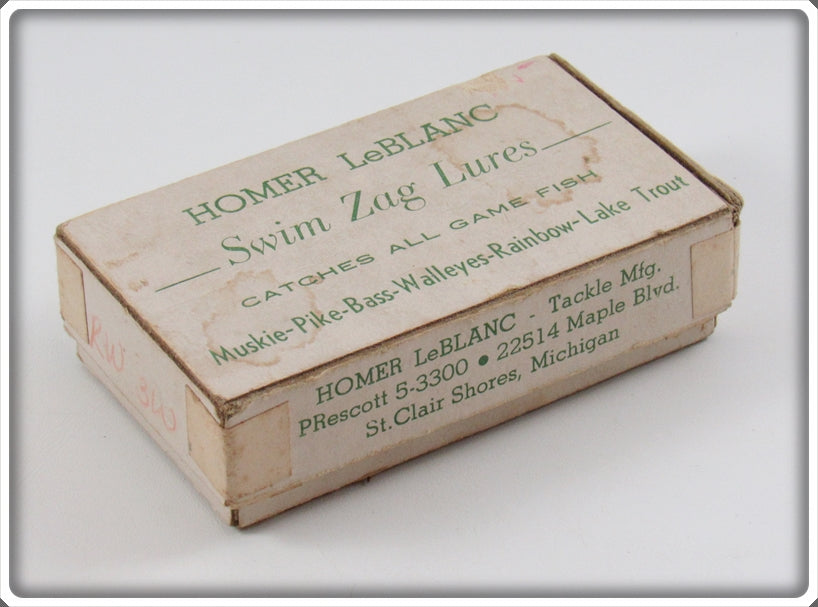 HOMER LeBLANC
Swim Zag Lures
CATCHES ALL GAME FISH
Muskie-Pike-Bass-Walleyes-Rainbow-Lake Trout
HOMER LeBLANC - Tackle Mfg.
PRescott 5-3300 • 22514 Maple Blvd.
St. Clair Shores, Michigan
RW